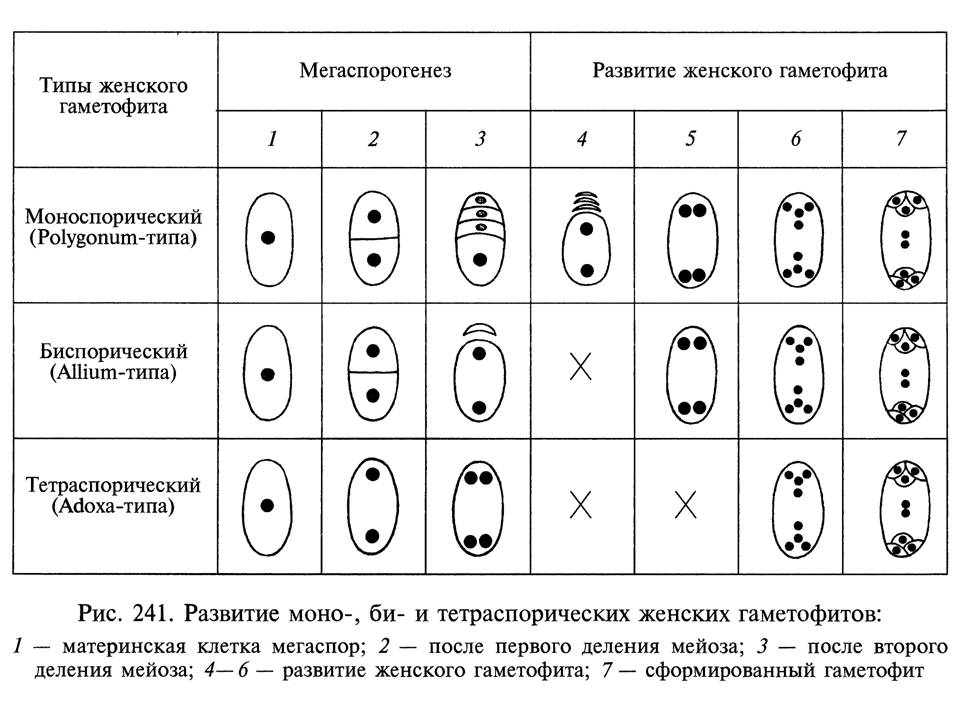 Типы женского
гаметофита
Мегаспорогенез
Развитие женского гаметофита
1 2 3 4 5 6 7
Моноспорический
(Polygonum-типа)
Биспорический
(Allium-типа)
Тетраспорический
(Adoxa-типа)
Рис. 241. Развитие моно-, би- и тетраспорических женских гаметофитов:
1 — материнская клетка мегаспор; 2 — после первого деления мейоза; 3 — после второго
деления мейоза; 4—6 — развитие женского гаметофита; 7 — сформированный гаметофит